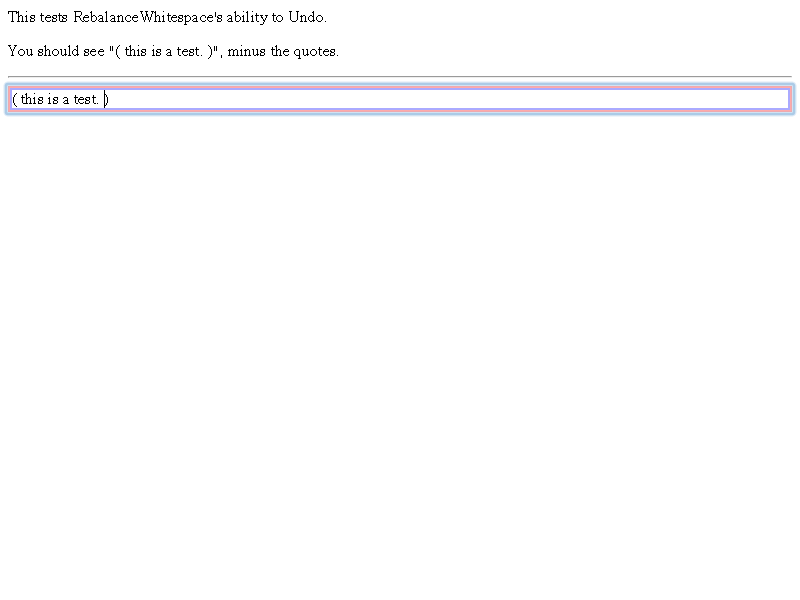 This tests RebalanceWhitespace's ability to Undo.
You should see "( this is a test. )", minus the quotes.
( this is a test. )